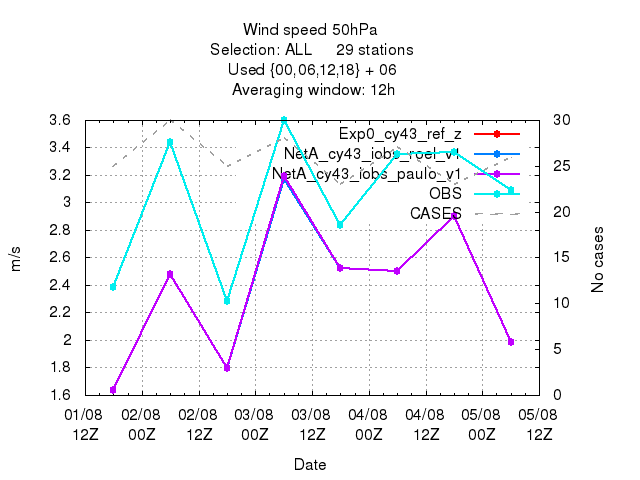 Wind speed 50hPa
Selection: ALL 29 stations
Used {00,06,12,18} + 06
Averaging window: 12h
3.6
3.4
3.2
3
2.8
2.6
2.4
2.2
2
1.8
1.6
m/s
30
25
20
15
10
5
0
No cases
Exp0_cy43_ref_z
NetA_cy43_iobs_roel_v1
NetA_cy43_iobs_paulo_v1
OBS
CASES
01/08 02/08 02/08 03/08 03/08 04/08 04/08 05/08 05/08
12Z 00Z 12Z 00Z 12Z 00Z 12Z 00Z 12Z
Date